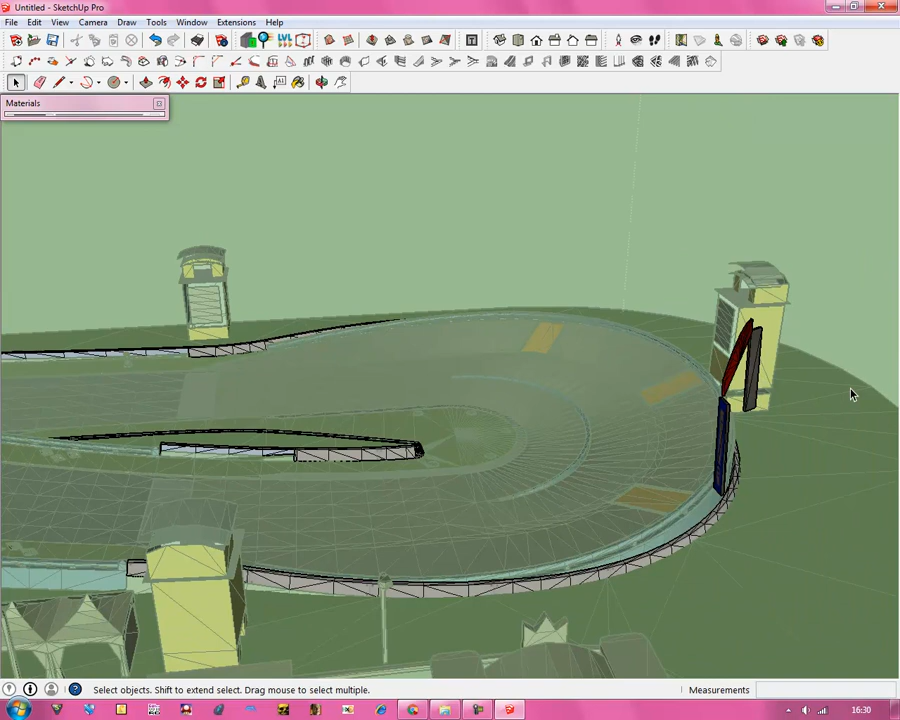 Untitled - SketchUp Pro
File Edit View Camera Draw Tools Window Extensions Help
Materials
Select objects. Shift to extend select. Drag mouse to select multiple.
Measurements
16:30